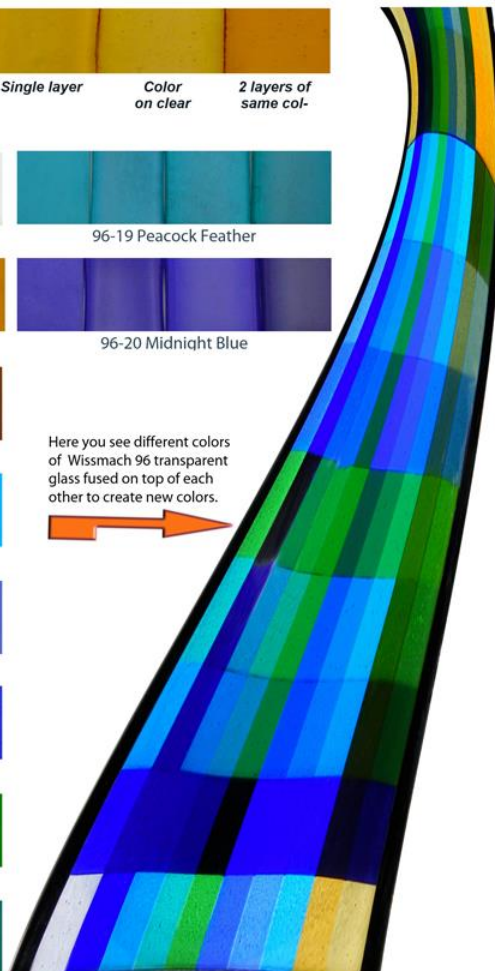 Single layer
Color
on clear
2 layers of
same col-
96-19 Peacock Feather
96-20 Midnight Blue
Here you see different colors
of Wissmach 96 transparent
glass fused on top of each
other to create new colors.